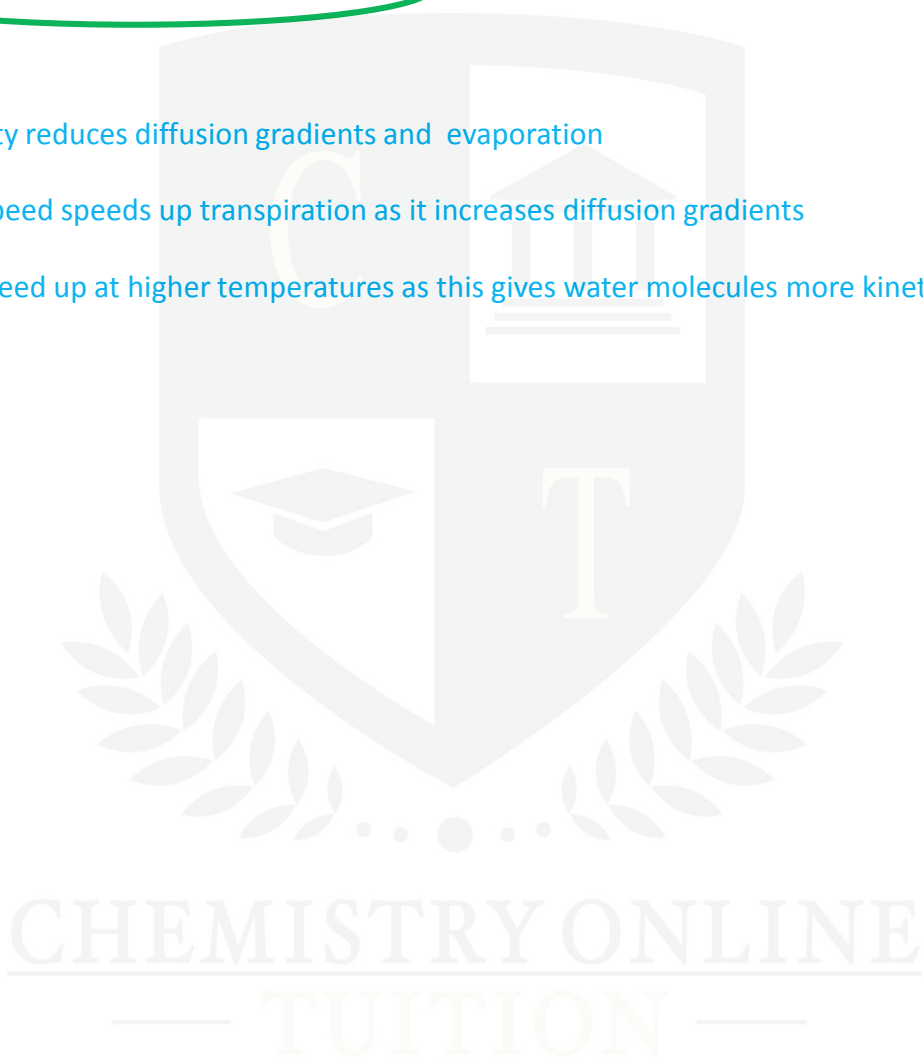 ty reduces diffusion gradients and evaporation
peed speeds up transpiration as it increases diffusion gradients
eed up at higher temperatures as this gives water molecules more kinet
C
T
CHEMISTRY ONLINE
— TUITION —